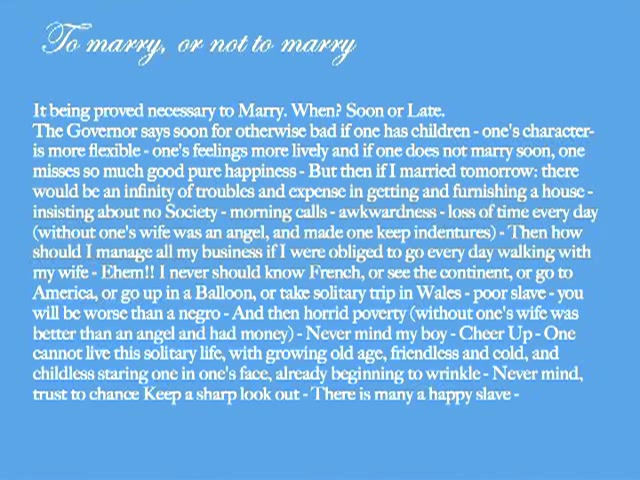 To marry, or not to marry
It being proved necessary to Marry. When? Soon or Late.
The Governor says soon for otherwise bad if one has children - one's character-
is more flexible - one's feelings more lively and if one does not marry soon, one
misses so much good pure happiness - But then if I married tomorrow: there
would be an infinity of troubles and expense in getting and furnishing a house -
insisting about no Society - morning calls - awkwardness - loss of time every day
(without one's wife was an angel, and made one keep indentures) - Then how
should I manage all my business if I were obliged to go every day walking with
my wife - Ehem!! I never should know French, or see the continent, or go to
America, or go up in a Balloon, or take solitary trip in Wales - poor slave - you
will be worse than a negro - And then horrid poverty (without one's wife was
better than an angel and had money) - Never mind my boy - Cheer Up - One
cannot live this solitary life, with growing old age, friendless and cold, and
childless staring one in one's face, already beginning to wrinkle - Never mind,
trust to chance Keep a sharp look out - There is many a happy slave -